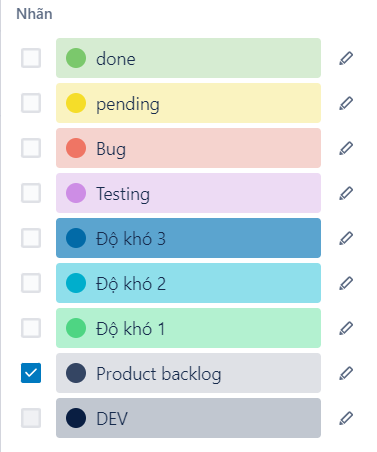 Nhãn
done
pending
Bug
Testing
Độ khó 3
Độ khó 2
Độ khó 1
Product backlog
DEV